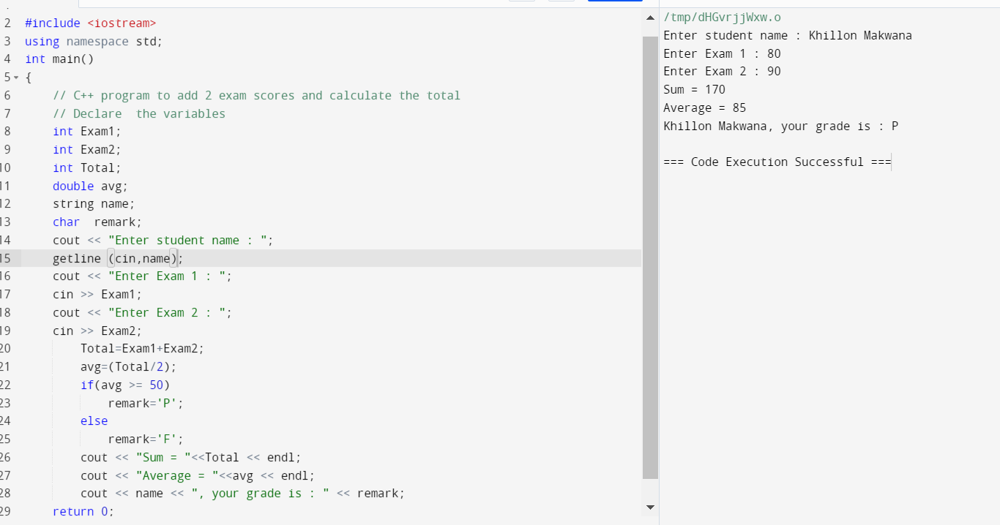 2 #include <iostream>
3 using namespace std;
4 int main()
5 {
6 // C++ program to add 2 exam scores and calculate the total
7 // Declare  the variables
8 int Exam1;
9 int Exam2;
10 int Total;
11 double avg;
12 string name;
13 char  remark;
14 cout << "Enter student name : ";
15 getline (cin,name);
16 cout << "Enter Exam 1 : ";
17 cin >> Exam1;
18 cout << "Enter Exam 2 : ";
19 cin >> Exam2;
20 Total=Exam1+Exam2;
21 avg=(Total/2);
22 if(avg >= 50)
23 remark='P';
24 else
25 remark='F';
26 cout << "Sum = "<<Total << endl;
27 cout << "Average = "<<avg << endl;
28 cout << name << ", your grade is : " << remark;
29 return 0;
/tmp/dHGvrjjWxw.o
Enter student name : Khillon Makwana
Enter Exam 1 : 80
Enter Exam 2 : 90
Sum = 170
Average = 85
Khillon Makwana, your grade is : P
=== Code Execution Successful ===